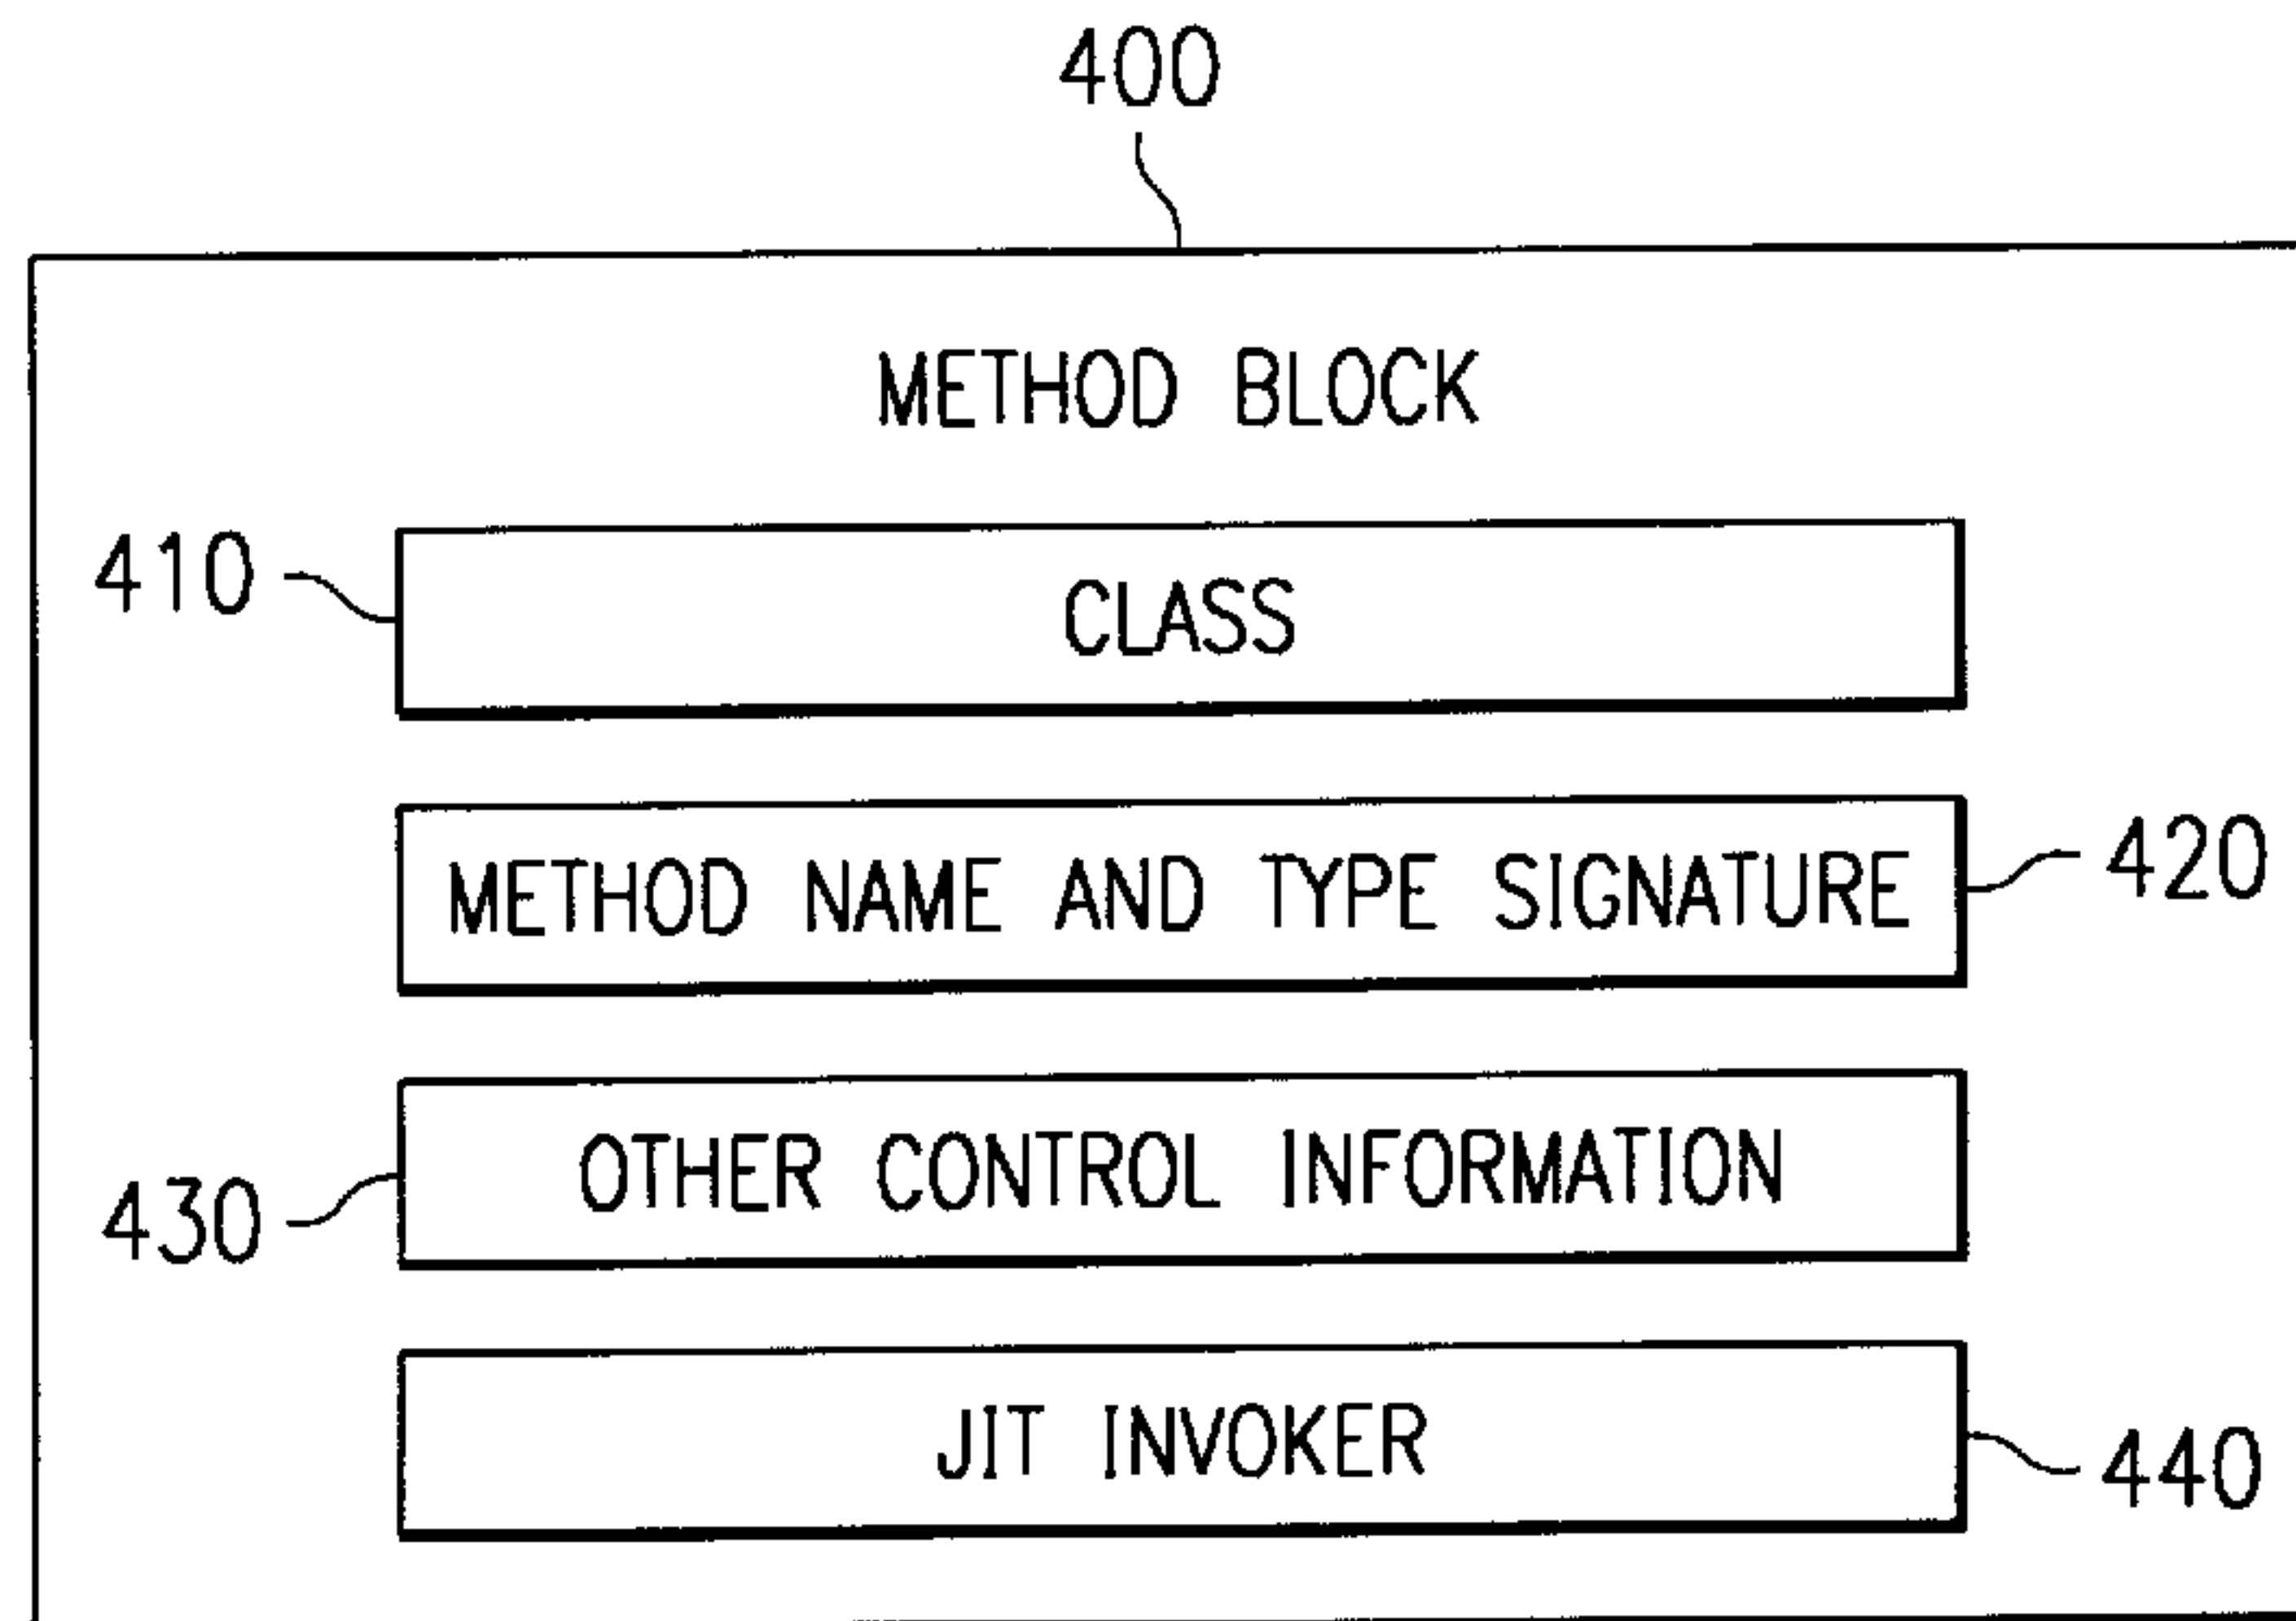 400
METHOD BLOCK
410
CLASS
METHOD NAME AND TYPE SIGNATURE
420
OTHER CONTROL INFORMATION
430
JIT INVOKER
440